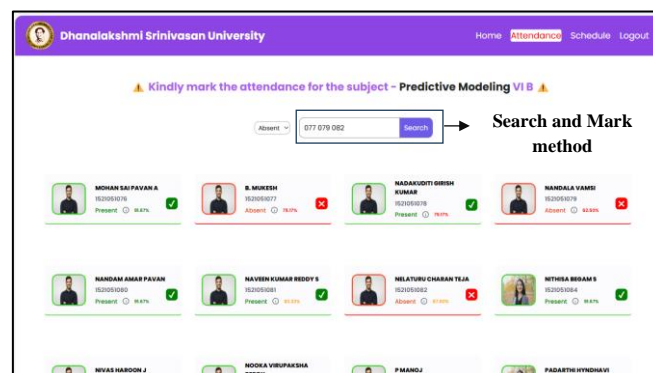 Dhanalakshmi Srinivasan University
Home Attendance Schedule Logout
Kindly mark the attendance for the subject - Predictive Modeling VI B
Absent 077 079 082 Search
Search and Mark
method
MOHAN SAI PAVAN A
1521051076
Present
B. MUKESH
1521051077
Absent
NADAKUDITI GIRISH
KUMAR
1521051078
Present
NANDALA VAMSI
1521051079
Absent
NANDAM AMAR PAVAN
1521051080
Present
NAVEEN KUMAR REDDY S
1521051081
Present
NELATURU CHARAN TEJA
1521051082
Absent
NITHISA BEGAM S
1521051084
Present
NIVAS HAROON J
NOOKA VIRUPAKSHA
P MANOJ
PADARTHI HYNDHAVI